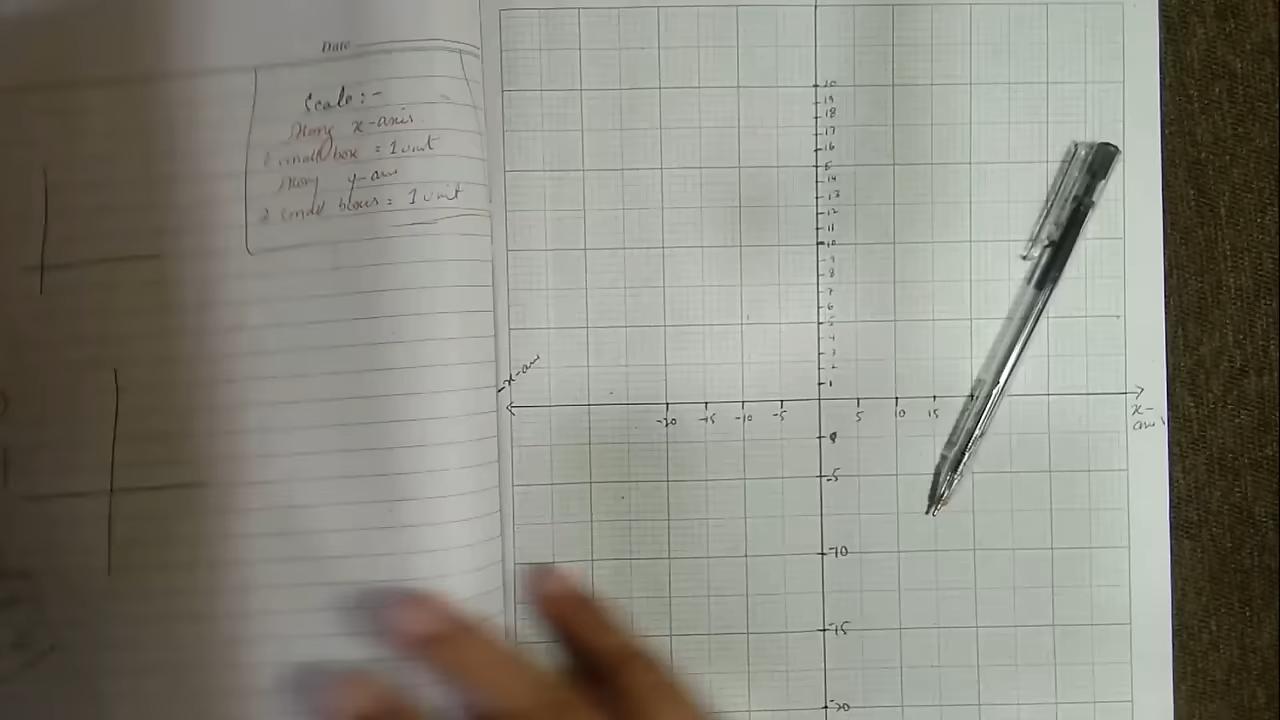 Date
Scale :-
Along x-axis
1 small box = 1 unit
Along y-axis
2 small boxes = 1 unit
20
19
18
17
16
15
14
13
12
11
10
9
8
7
6
5
4
3
2
1
-x-axis
-20 -15 -10 -5 5 10 15
x-axis
-5
-10
-15
-20